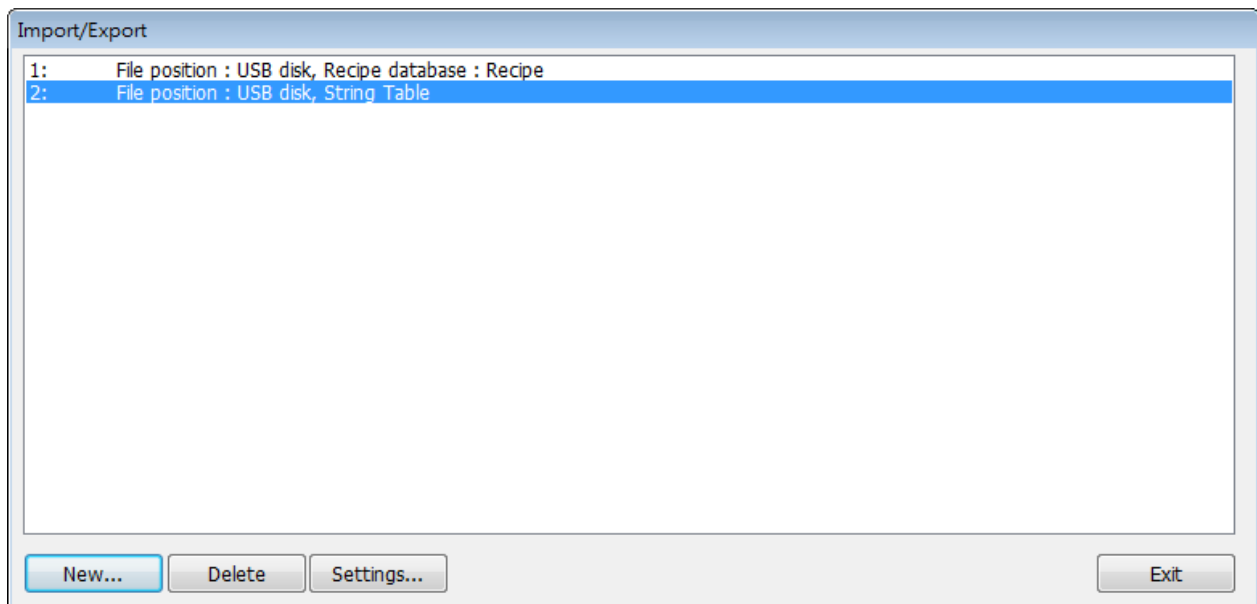 Import/Export
1: File position : USB disk, Recipe database : Recipe
2: File position : USB disk, String Table
New... Delete Settings... Exit